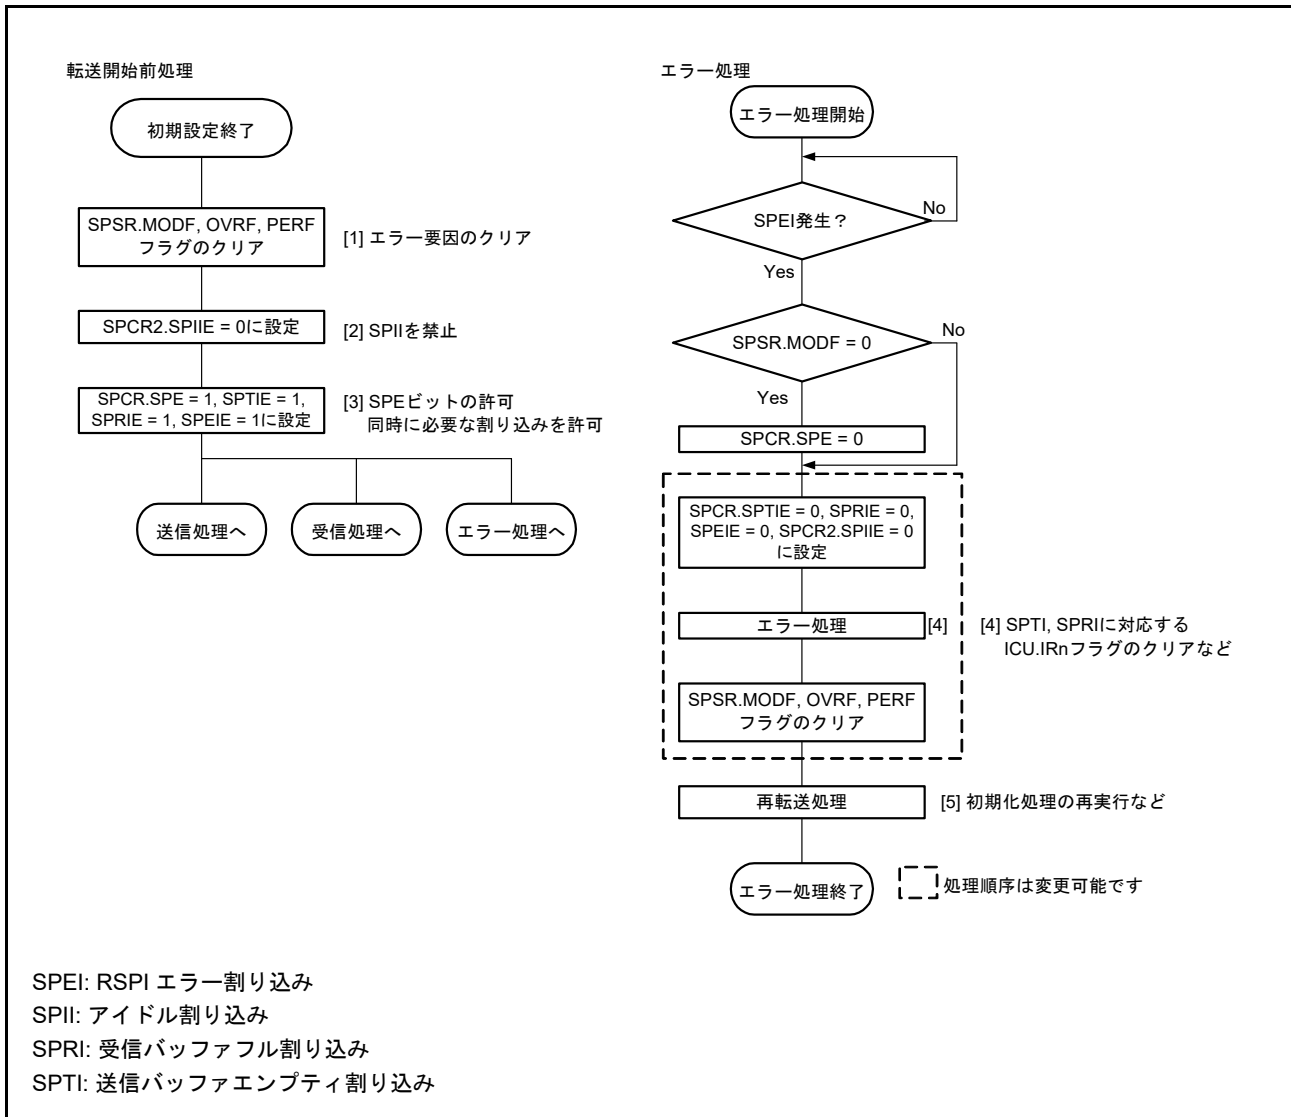 転送開始前処理
初期設定終了
SPSR.MODF, OVRF, PERF
フラグのクリア
[1] エラー要因のクリア
SPCR2.SPIIE = 0に設定
[2] SPIIを禁止
SPCR.SPE = 1, SPTIE = 1,
SPRIE = 1, SPEIE = 1に設定
[3] SPEビットの許可
同時に必要な割り込みを許可
送信処理へ
受信処理へ
エラー処理へ
エラー処理
エラー処理開始
SPEI発生？
No
Yes
SPSR.MODF = 0
No
Yes
SPCR.SPE = 0
SPCR.SPTIE = 0, SPRIE = 0,
SPEIE = 0, SPCR2.SPIIE = 0
に設定
エラー処理
[4]
[4] SPTI, SPRIに対応する
ICU.IRnフラグのクリアなど
SPSR.MODF, OVRF, PERF
フラグのクリア
再転送処理
[5] 初期化処理の再実行など
エラー処理終了
処理順序は変更可能です
SPEI: RSPI エラー割り込み
SPII: アイドル割り込み
SPRI: 受信バッファフル割り込み
SPTI: 送信バッファエンプティ割り込み